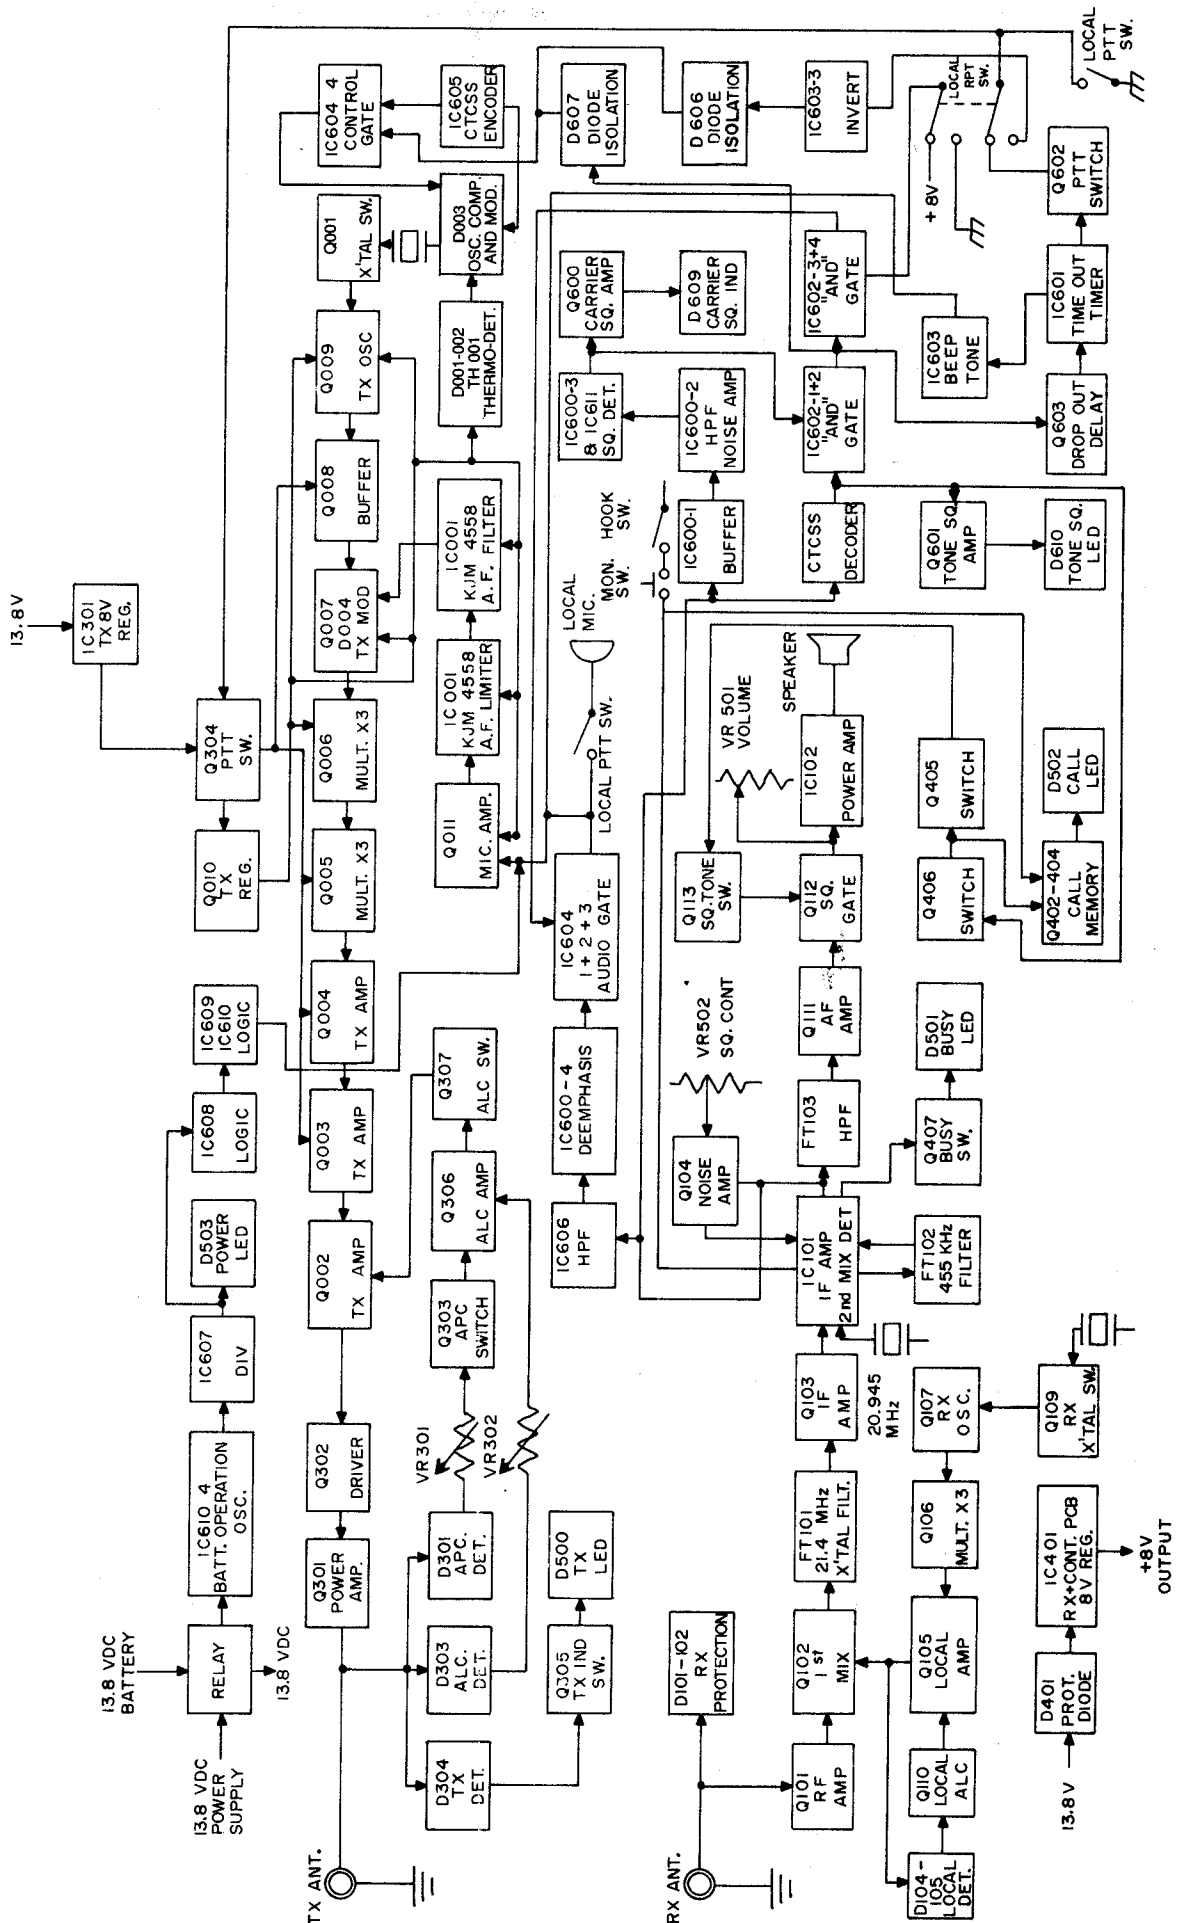 13.8 VDC
BATTERY
13.8 VDC
POWER
SUPPLY
RELAY
13.8 VDC
IC610 4
BATT. OPERATION
OSC.
IC607
DIV
D503
POWER
LED
IC608
LOGIC
IC609
IC610
LOGIC
Q010
TX
REG.
Q304
PTT
SW.
13.8V
IC301
TX 8V
REG.
TX ANT.
Q301
POWER
AMP.
Q302
DRIVER
Q002
TX AMP
Q003
TX AMP
Q004
TX AMP
Q005
MULT. X3
Q006
MULT. X3
Q007
D004
TX MOD
Q008
BUFFER
Q009
TX OSC
Q001
X'TAL SW.
IC604 4
CONTROL
GATE
IC605
CTCSS
ENCODER
D304
TX
DET.
D303
ALC.
DET.
D301
APC.
DET.
VR301
VR302
Q303
APC
SWITCH
Q306
ALC AMP
Q307
ALC SW.
Q011
MIC. AMP.
IC001
KJM 4558
A.F. LIMITER
IC001
KJM 4558
A.F. FILTER
D001-002
TH 001
THERMO-DET.
D003
OSC. COMP.
AND MOD.
Q305
TX IND
SW.
D500
TX
LED
IC606
HPF
IC600-4
DEEMPHASIS
IC604
1+2+3
AUDIO GATE
LOCAL PTT SW.
LOCAL
MIC.
MON.
SW.
HOOK
SW.
IC600-3
& IC611
SQ. DET.
Q600
CARRIER
SQ. AMP
D609
CARRIER
SQ. IND
D607
DIODE
ISOLATION
D606
DIODE
ISOLATION
IC603-3
INVERT
RX ANT.
D101-102
RX
PROTECTION
Q104
NOISE
AMP
VR502
SQ. CONT
Q113
SQ.TONE
SW.
VR 501
VOLUME
SPEAKER
IC600-1
BUFFER
IC600-2
HPF
NOISE AMP
Q101
RF
AMP
Q102
1st
MIX
FT101
21.4 MHz
X'TAL FILT.
Q103
IF
AMP
20.945
MHz
IC101
IF AMP
2nd MIX DET
FT103
HPF
Q111
AF
AMP
Q112
SQ.
GATE
IC102
POWER AMP
CTCSS
DECODER
IC602-1+2
"AND"
GATE
IC602-3+4
"AND"
GATE
+8V
LOCAL
RPT
SW.
LOCAL
PTT
SW.
D104-
105
LOCAL
DET.
Q110
LOCAL
ALC
Q105
LOCAL
AMP
Q106
MULT. X3
Q107
RX
OSC.
FT102
455 KHz
FILTER
Q407
BUSY
SW.
D501
BUSY
LED
Q406
SWITCH
Q405
SWITCH
Q601
TONE SQ.
AMP
IC603
BEEP
TONE
13.8V
D401
PROT.
DIODE
IC401
RX+CONT. PCB
8V REG.
+8V
OUTPUT
Q109
RX
X'TAL SW.
Q402-404
CALL
MEMORY
D502
CALL
LED
D610
TONE SQ.
LED
Q603
DROP OUT
DELAY
IC601
TIME OUT
TIMER
Q602
PTT
SWITCH